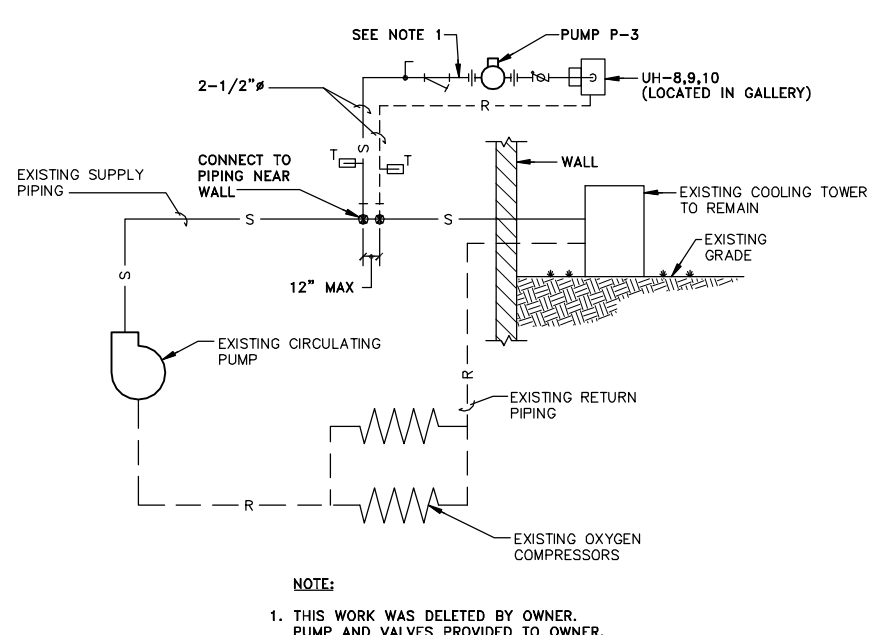 SEE NOTE 1
PUMP P-3
2-1/2"ø
UH-8,9,10
(LOCATED IN GALLERY)
R
S
T
T
CONNECT TO
PIPING NEAR
WALL
WALL
EXISTING SUPPLY
PIPING
EXISTING COOLING TOWER
TO REMAIN
S
S
EXISTING
GRADE
S
12" MAX
EXISTING CIRCULATING
PUMP
R
EXISTING RETURN
PIPING
R
EXISTING OXYGEN
COMPRESSORS
NOTE:
1. THIS WORK WAS DELETED BY OWNER.
PUMP AND VALVES PROVIDED TO OWNER.